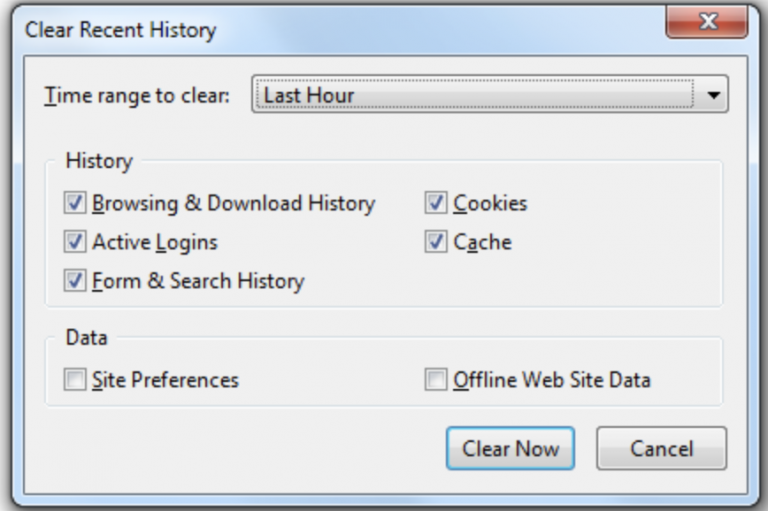 Clear Recent History
Time range to clear: Last Hour
History
Browsing & Download History Cookies
Active Logins Cache
Form & Search History
Data
Site Preferences Offline Web Site Data
Clear Now Cancel